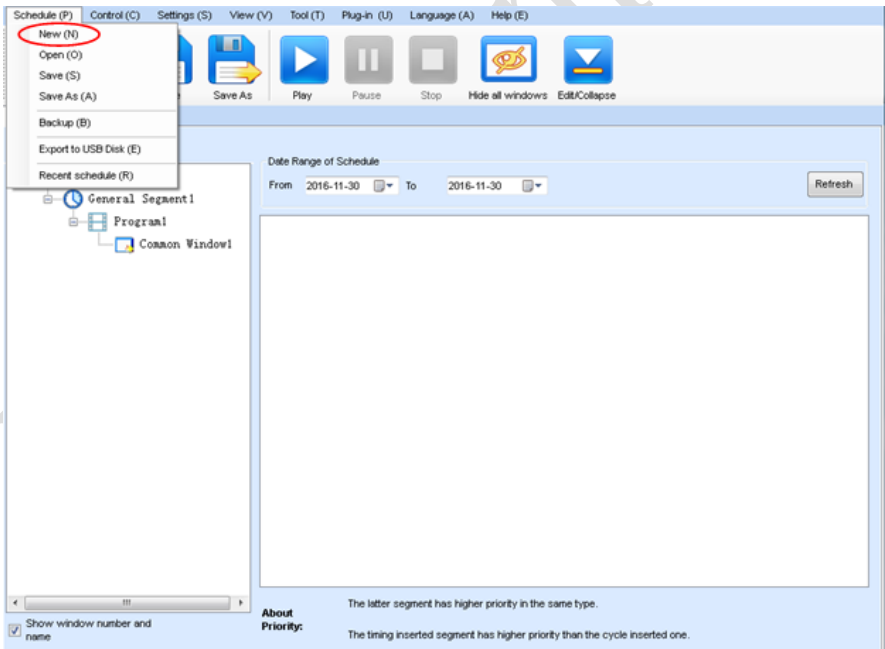 Schedule (P) Control (C) Settings (S) View (V) Tool (T) Plug-in (U) Language (A) Help (E)
New (N)
Open (O)
Save (S)
Save As (A)
Backup (B)
Export to USB Disk (E)
Recent schedule (R)
Save As Play Pause Stop Hide all windows Edit/Collapse
Date Range of Schedule
From 2016-11-30 To 2016-11-30 Refresh
General Segment1
Program1
Common Window1
Show window number and
name
About
Priority:
The latter segment has higher priority in the same type.
The timing inserted segment has higher priority than the cycle inserted one.